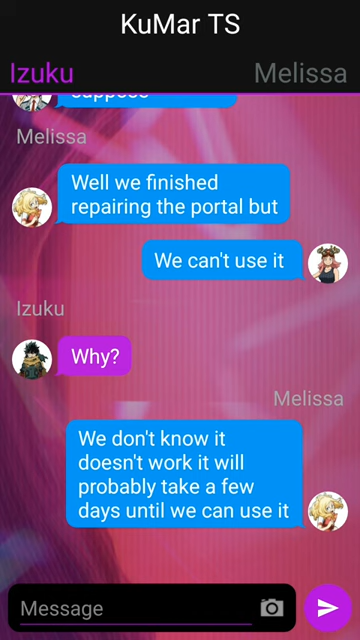 KuMar TS
Izuku
Melissa
suppose
Melissa
Well we finished
repairing the portal but
We can't use it
Izuku
Why?
Melissa
We don't know it
doesn't work it will
probably take a few
days until we can use it
Message